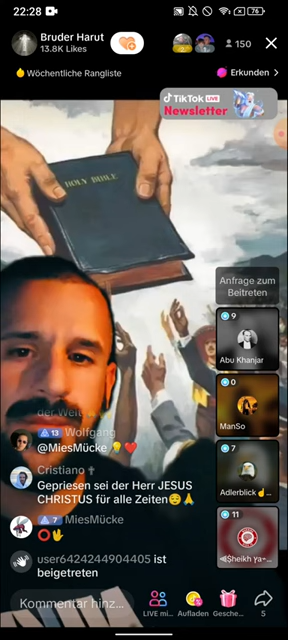 22:28
76
Bruder Harut
13.8K Likes
150
Wöchentliche Rangliste
Erkunden >
TikTok LIVE
Newsletter
HOLY BIBLE
Anfrage zum
Beitreten
9
Abu Khanjar
0
ManSo
7
Adlerblick
11
der Welt
13 Wolfgang
@MiesMücke
Cristiano
Gepriesen sei der Herr JESUS
CHRISTUS für alle Zeiten
7 MiesMücke
user6424244904405 ist
beigetreten
Kommentar hinz...
LIVE mi...
Aufladen
Gesche...
5